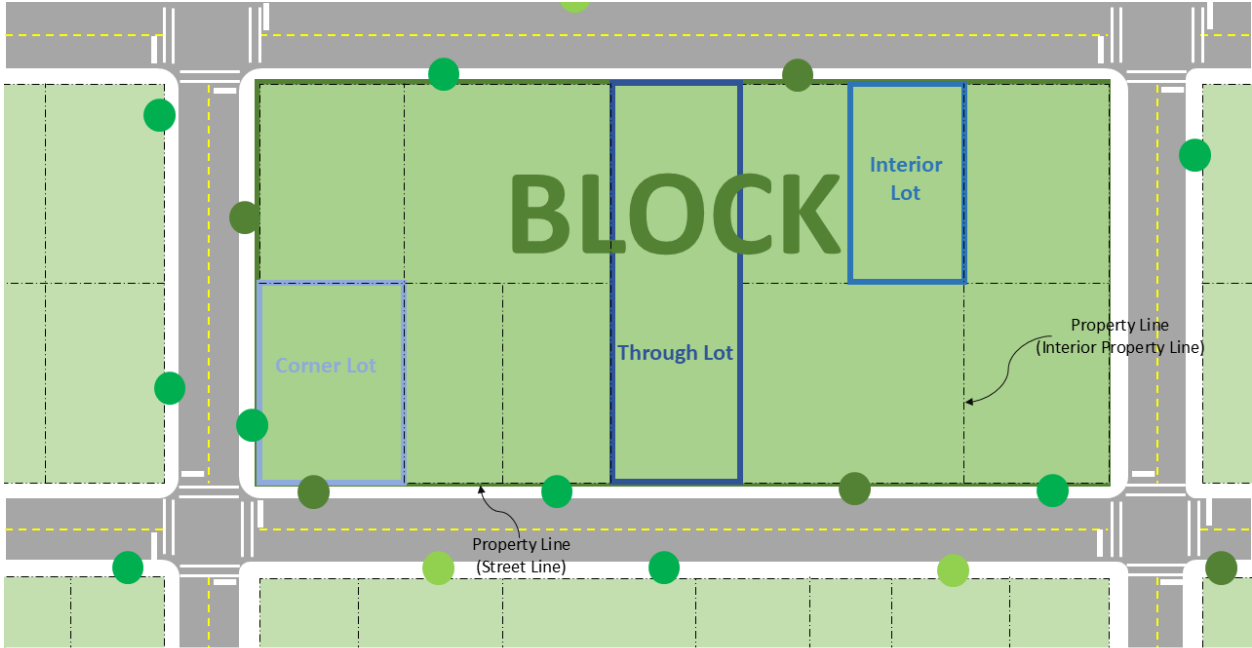 BLOCK
Interior
Lot
Corner Lot
Through Lot
Property Line
(Interior Property Line)
Property Line
(Street Line)